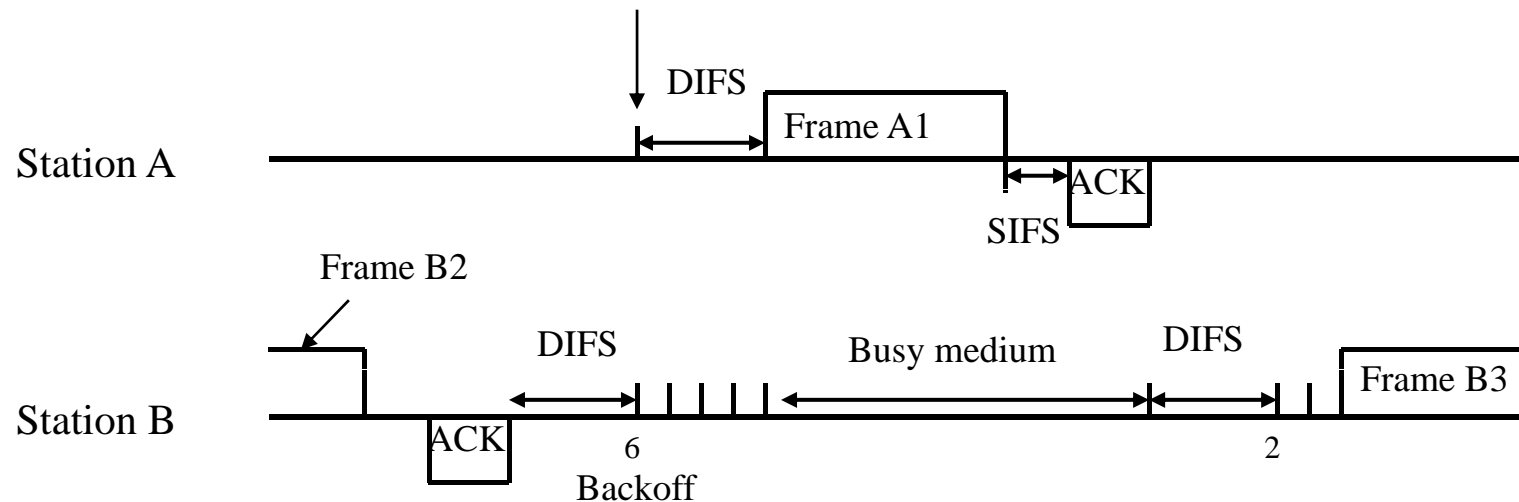 DIFS
Frame A1
Station A
ACK
SIFS
Frame B2
DIFS
Busy medium
DIFS
Frame B3
Station B
ACK
6
2
Backoff